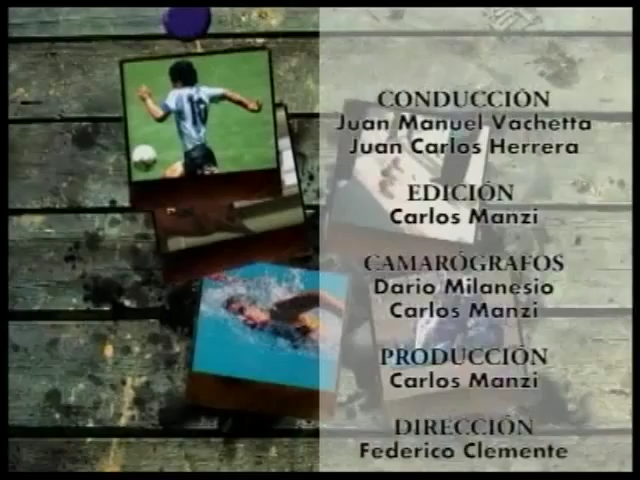 10
CONDUCCIÓN
Juan Manuel Vachetta
Juan Carlos Herrera
EDICIÓN
Carlos Manzi
CAMARÓGRAFOS
Dario Milanesio
Carlos Manzi
PRODUCCIÓN
Carlos Manzi
DIRECCIÓN
Federico Clemente